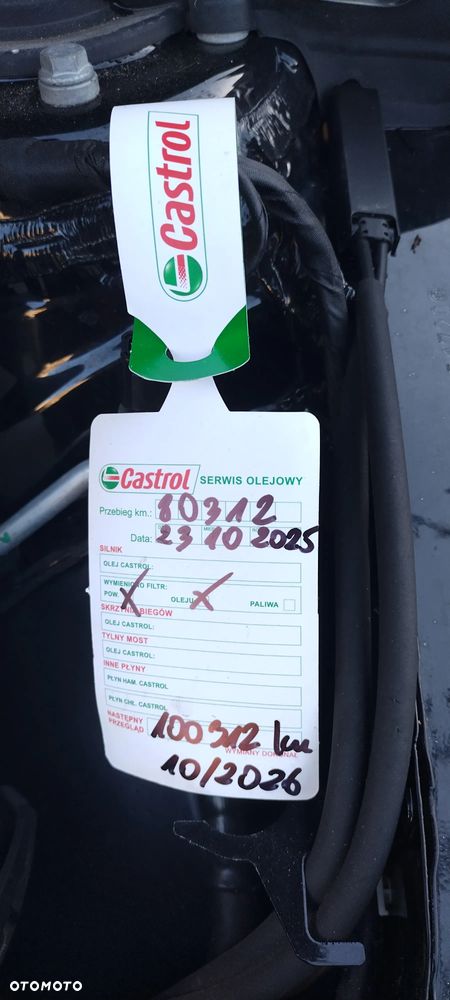 Castrol
Castrol SERWIS OLEJOWY
Przebieg km.: 80312
Data: 23 10 2025
SILNIK
OLEJ CASTROL:
WYMIENIONO FILTR:
POW. X OLEJU X PALIWA
SKRZYNIA BIEGÓW
OLEJ CASTROL:
TYLNY MOST
OLEJ CASTROL:
INNE PŁYNY
PŁYN HAM. CASTROL
PŁYN CHŁ. CASTROL
NASTĘPNY PRZEGLĄD 100312 km
WYMIANY DOKONAŁ
10/2026
OTOMOTO